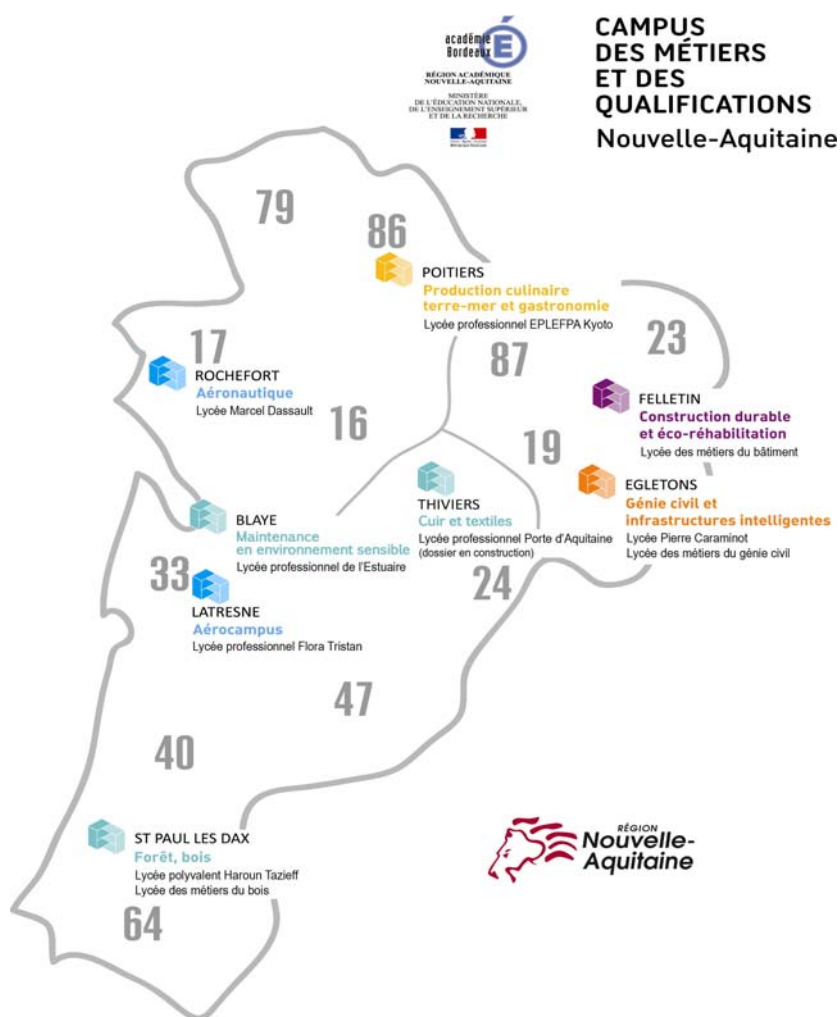 académie
Bordeaux
RÉGION ACADÉMIQUE
NOUVELLE-AQUITAINE
MINISTÈRE
DE L'ÉDUCATION NATIONALE,
DE L'ENSEIGNEMENT SUPÉRIEUR
ET DE LA RECHERCHE
CAMPUS
DES MÉTIERS
ET DES
QUALIFICATIONS
Nouvelle-Aquitaine
79
86
POITIERS
Production culinaire
terre-mer et gastronomie
Lycée professionnel EPLEFPA Kyoto
17
ROCHEFORT
Aéronautique
Lycée Marcel Dassault
87
23
16
FELLETIN
Construction durable
et éco-réhabilitation
Lycée des métiers du bâtiment
19
EGLETONS
Génie civil et
infrastructures intelligentes
Lycée Pierre Caraminot
Lycée des métiers du génie civil
THIVIERS
Cuir et textiles
Lycée professionnel Porte d'Aquitaine
(dossier en construction)
24
BLAYE
Maintenance
en environnement sensible
Lycée professionnel de l'Estuaire
33
LATRESNE
Aérocampus
Lycée professionnel Flora Tristan
47
40
ST PAUL LES DAX
Forêt, bois
Lycée polyvalent Haroun Tazieff
Lycée des métiers du bois
64
RÉGION
Nouvelle-
Aquitaine